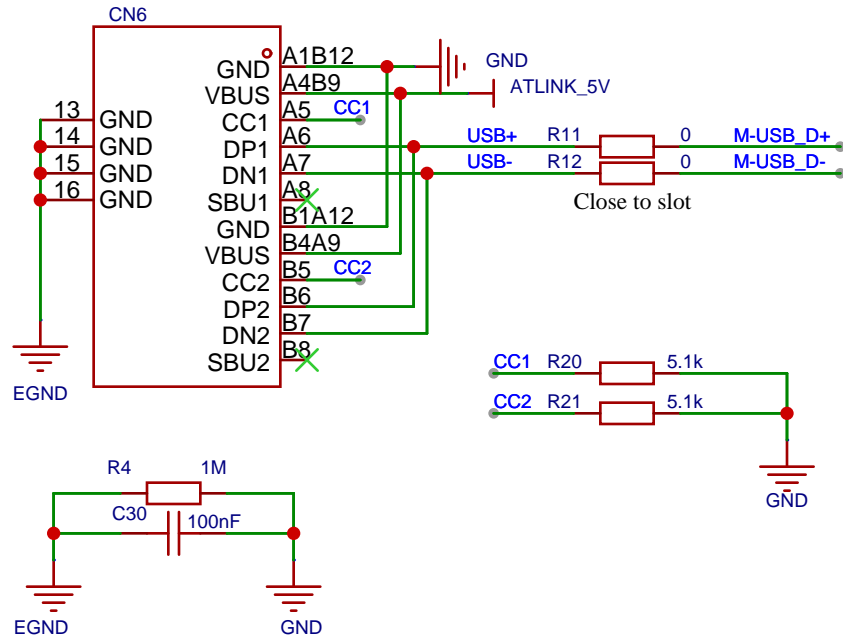 CN6
GND A1B12 GND
VBUS A4B9 ATLINK_5V
13 GND CC1 A5 CC1
14 GND DP1 A6 USB+ R11 0 M-USB_D+
15 GND DN1 A7 USB- R12 0 M-USB_D-
16 GND SBU1 A8 Close to slot
GND B1A12
VBUS B4A9
CC2 B5 CC2
DP2 B6
DN2 B7
SBU2 B8
EGND
CC1 R20 5.1k
CC2 R21 5.1k
GND
R4 1M
C30 100nF
EGND GND